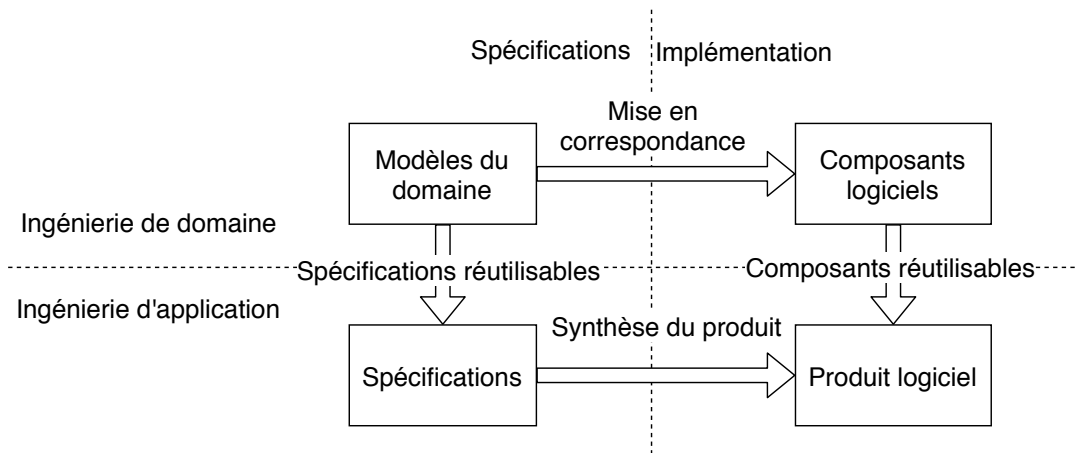 Spécifications
Implémentation
Mise en
correspondance
Modèles du
domaine
Composants
logiciels
Ingénierie de domaine
Spécifications réutilisables
Composants réutilisables
Ingénierie d'application
Synthèse du produit
Spécifications
Produit logiciel